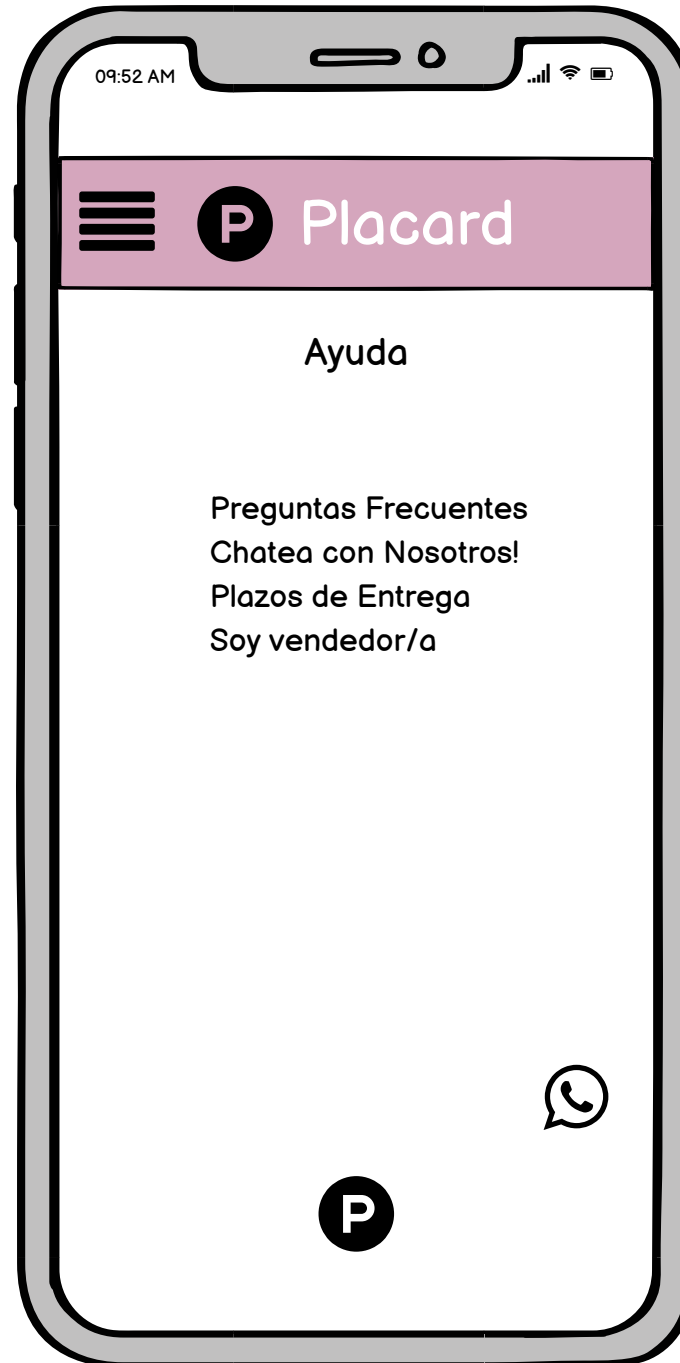 09:52 AM
P Placard
Ayuda
Preguntas Frecuentes
Chatea con Nosotros!
Plazos de Entrega
Soy vendedor/a
P